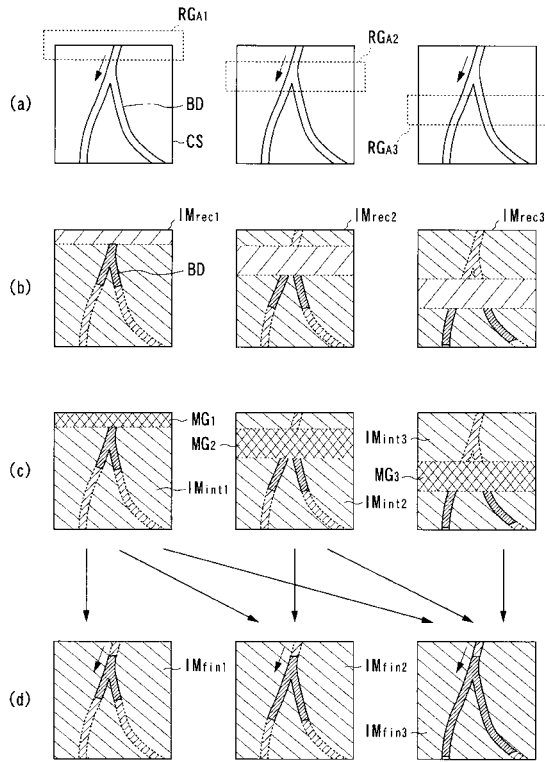 RGA1
RGA2
(a)
BD
CS
RGA3
IMrec1
IMrec2
IMrec3
(b)
BD
MG1
MG2
IMint3
(c)
MG3
IMint1
IMint2
IMfin1
IMfin2
(d)
IMfin3